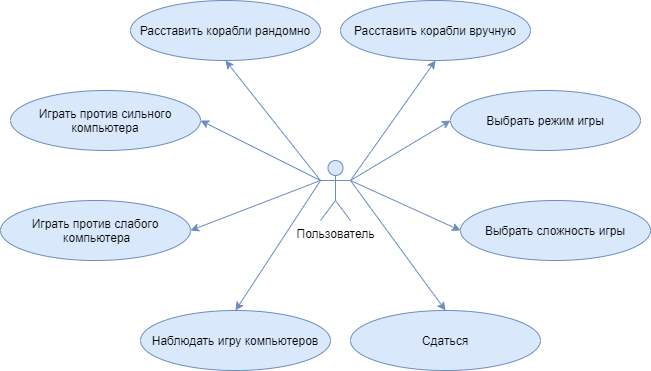 Расставить корабли рандомно
Расставить корабли вручную
Играть против сильного
компьютера
Выбрать режим игры
Играть против слабого
компьютера
Пользователь
Выбрать сложность игры
Наблюдать игру компьютеров
Сдаться